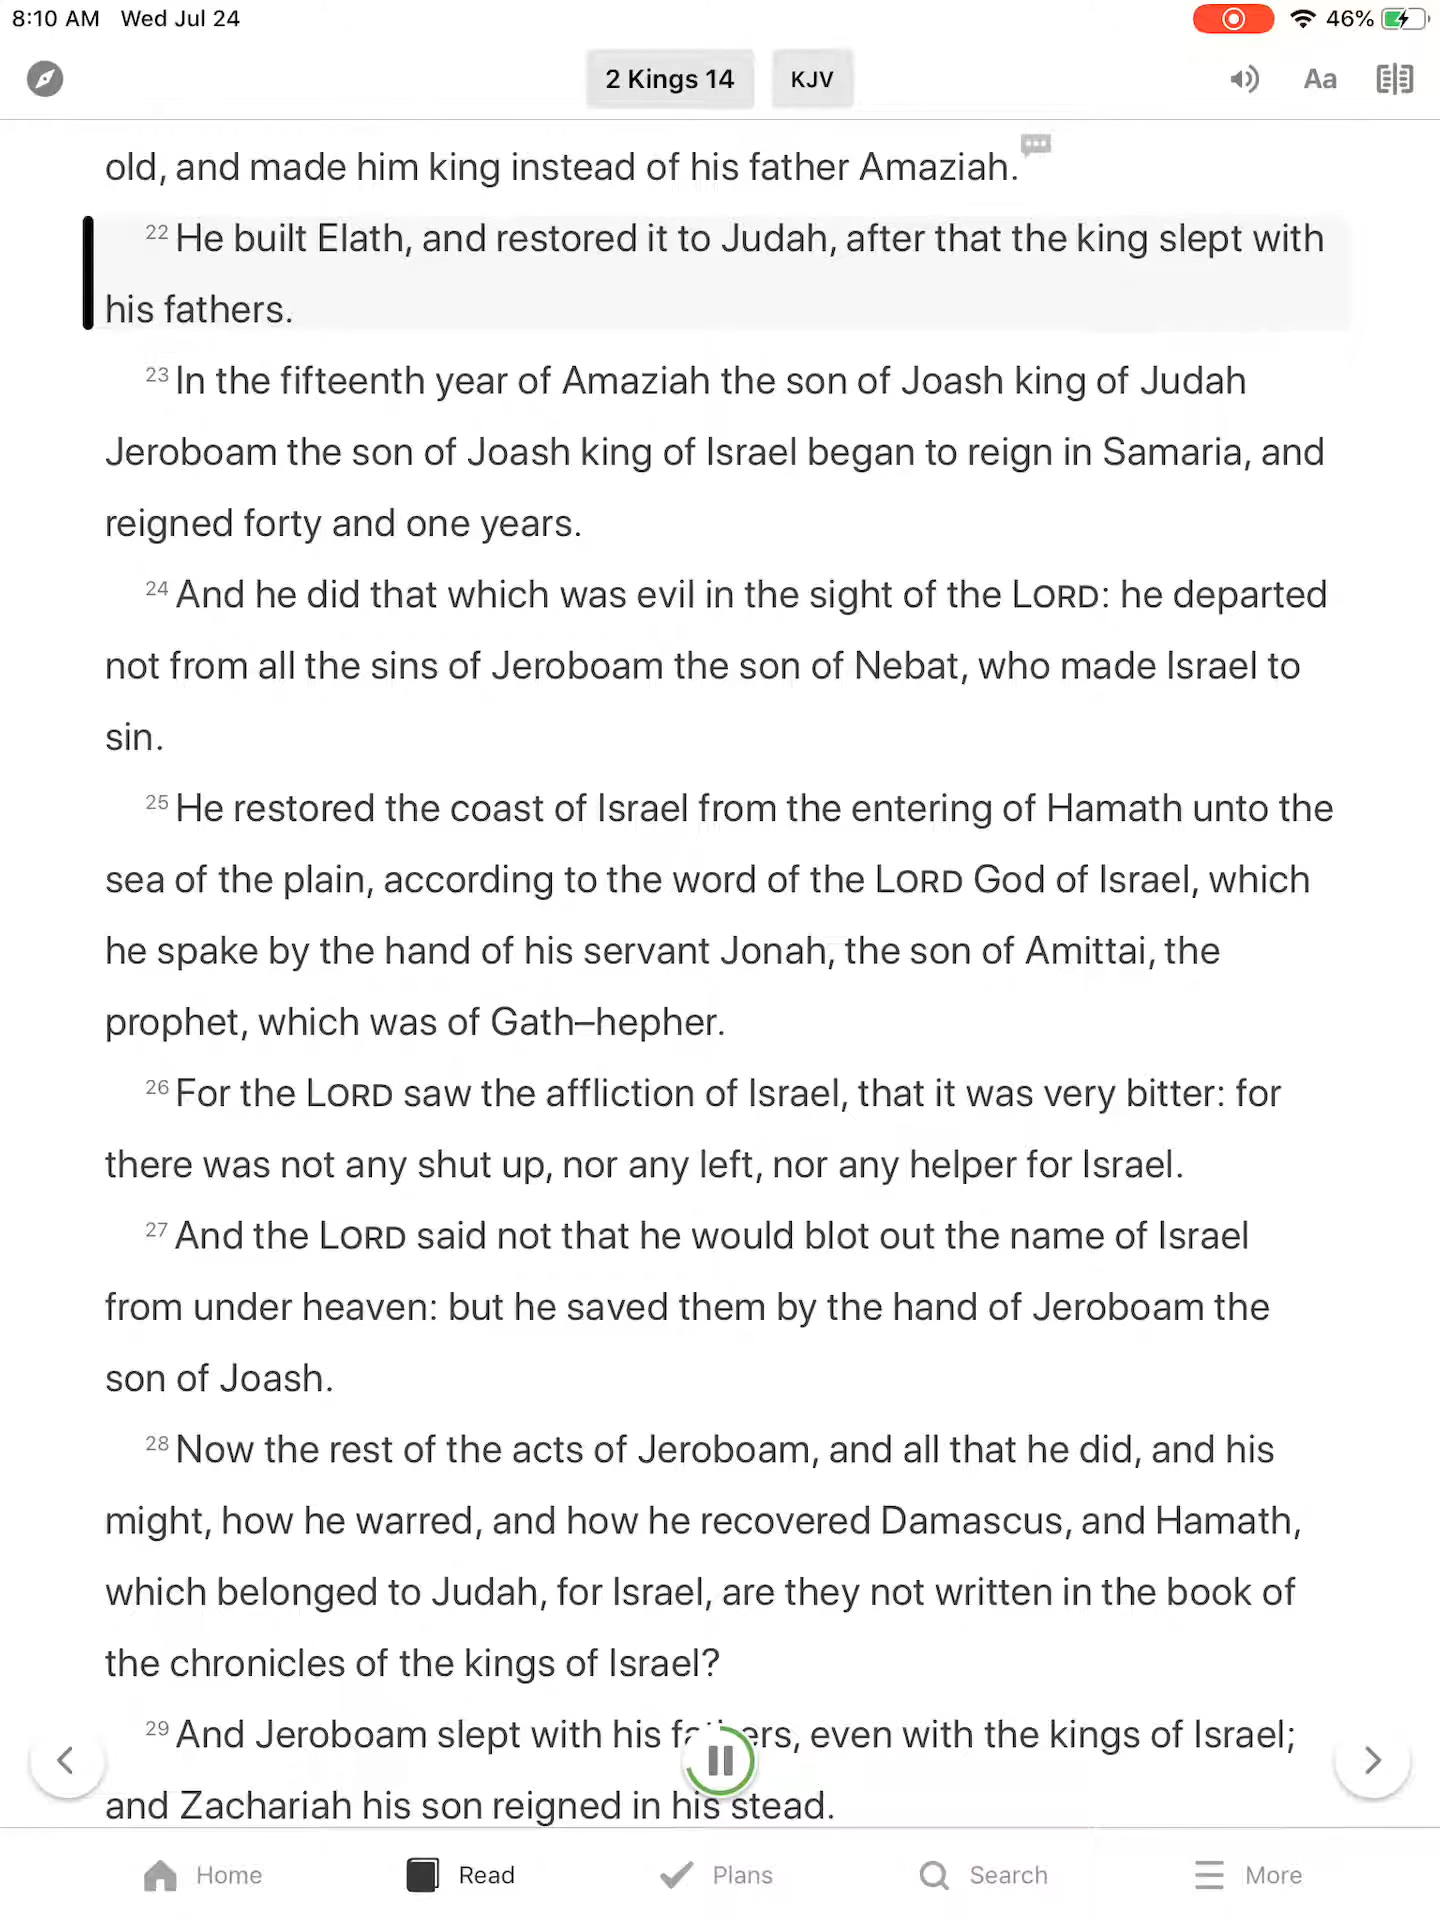 8:10 AM Wed Jul 24 46%
2 Kings 14 KJV Aa
old, and made him king instead of his father Amaziah.
22 He built Elath, and restored it to Judah, after that the king slept with
his fathers.
23 In the fifteenth year of Amaziah the son of Joash king of Judah
Jeroboam the son of Joash king of Israel began to reign in Samaria, and
reigned forty and one years.
24 And he did that which was evil in the sight of the LORD: he departed
not from all the sins of Jeroboam the son of Nebat, who made Israel to
sin.
25 He restored the coast of Israel from the entering of Hamath unto the
sea of the plain, according to the word of the LORD God of Israel, which
he spake by the hand of his servant Jonah, the son of Amittai, the
prophet, which was of Gath–hepher.
26 For the LORD saw the affliction of Israel, that it was very bitter: for
there was not any shut up, nor any left, nor any helper for Israel.
27 And the LORD said not that he would blot out the name of Israel
from under heaven: but he saved them by the hand of Jeroboam the
son of Joash.
28 Now the rest of the acts of Jeroboam, and all that he did, and his
might, how he warred, and how he recovered Damascus, and Hamath,
which belonged to Judah, for Israel, are they not written in the book of
the chronicles of the kings of Israel?
29 And Jeroboam slept with his fathers, even with the kings of Israel;
and Zachariah his son reigned in his stead.
Home Read Plans Search More